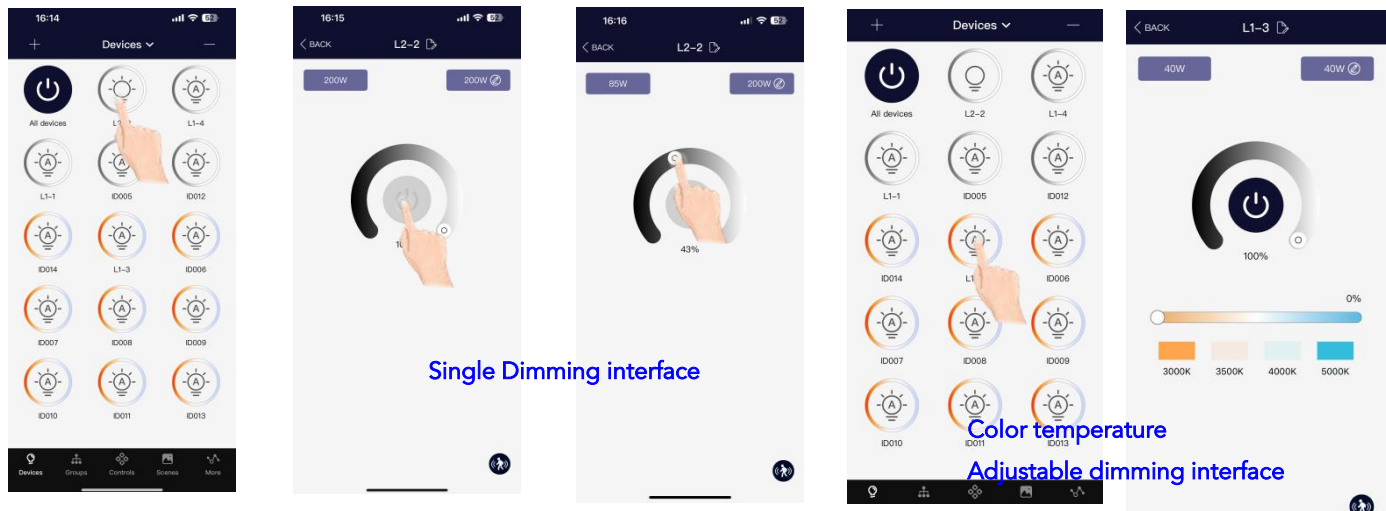 16:14
52
Devices
All devices
L1-4
L1-1
ID005
ID012
ID014
L1-3
ID006
ID007
ID008
ID009
ID010
ID011
ID013
Devices
Groups
Controls
Scenes
More
16:15
52
BACK
L2-2
200W
200W
16:16
52
BACK
L2-2
85W
200W
43%
Single Dimming interface
Devices
All devices
L2-2
L1-4
L1-1
ID005
ID012
ID014
ID006
ID007
ID008
ID009
ID010
ID011
ID013
Color temperature
Adjustable dimming interface
BACK
L1-3
40W
40W
100%
0%
3000K
3500K
4000K
5000K